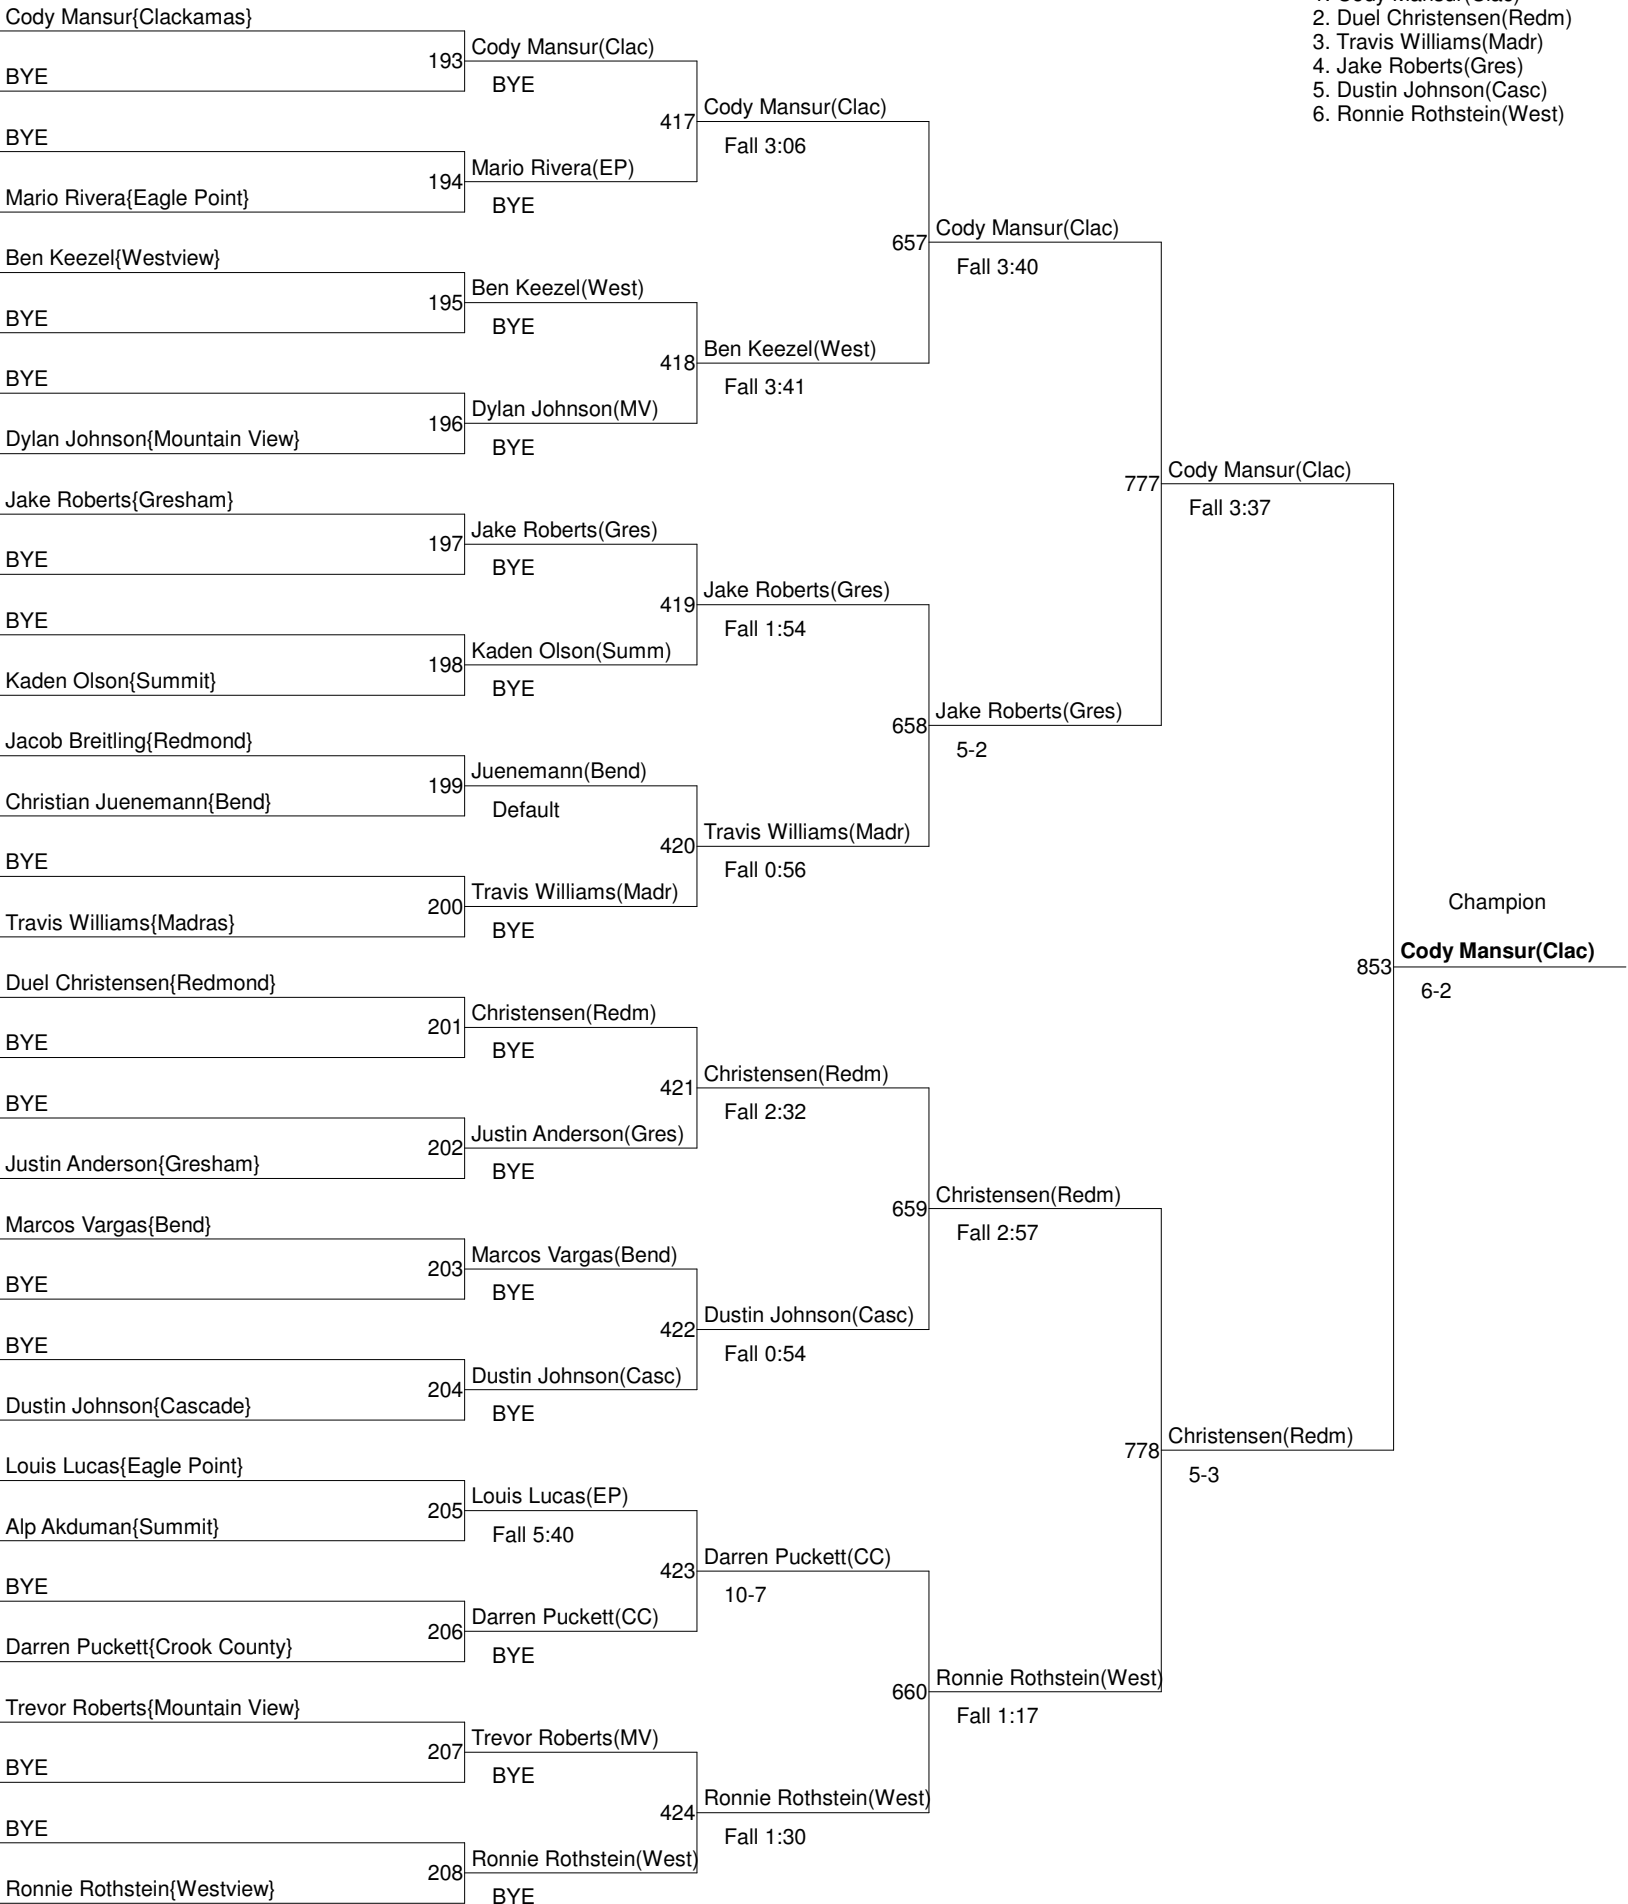 Cody Mansur{Clackamas}
193
BYE
Cody Mansur(Clac)
BYE
BYE
194
Mario Rivera{Eagle Point}
Mario Rivera(EP)
BYE
417
Cody Mansur(Clac)
Fall 3:06
Ben Keezel{Westview}
195
BYE
Ben Keezel(West)
BYE
BYE
196
Dylan Johnson{Mountain View}
Dylan Johnson(MV)
BYE
418
Ben Keezel(West)
Fall 3:41
657
Cody Mansur(Clac)
Fall 3:40
Jake Roberts{Gresham}
197
BYE
Jake Roberts(Gres)
BYE
BYE
198
Kaden Olson{Summit}
Kaden Olson(Summ)
BYE
419
Jake Roberts(Gres)
Fall 1:54
Jacob Breitling{Redmond}
199
Christian Juenemann{Bend}
Juenemann(Bend)
Default
BYE
200
Travis Williams{Madras}
Travis Williams(Madr)
BYE
420
Travis Williams(Madr)
Fall 0:56
658
Jake Roberts(Gres)
5-2
777
Cody Mansur(Clac)
Fall 3:37
Duel Christensen{Redmond}
201
BYE
Christensen(Redm)
BYE
BYE
202
Justin Anderson{Gresham}
Justin Anderson(Gres)
BYE
421
Christensen(Redm)
Fall 2:32
Marcos Vargas{Bend}
203
BYE
Marcos Vargas(Bend)
BYE
BYE
204
Dustin Johnson{Cascade}
Dustin Johnson(Casc)
BYE
422
Dustin Johnson(Casc)
Fall 0:54
659
Christensen(Redm)
Fall 2:57
Louis Lucas{Eagle Point}
205
Alp Akduman{Summit}
Louis Lucas(EP)
Fall 5:40
BYE
206
Darren Puckett{Crook County}
Darren Puckett(CC)
BYE
423
Darren Puckett(CC)
10-7
Trevor Roberts{Mountain View}
207
BYE
Trevor Roberts(MV)
BYE
BYE
208
Ronnie Rothstein{Westview}
Ronnie Rothstein(West)
BYE
424
Ronnie Rothstein(West)
Fall 1:30
660
Ronnie Rothstein(West)
Fall 1:17
778
Christensen(Redm)
5-3
Champion
853
Cody Mansur(Clac)
6-2
1. Cody Mansur(Clac)
2. Duel Christensen(Redm)
3. Travis Williams(Madr)
4. Jake Roberts(Gres)
5. Dustin Johnson(Casc)
6. Ronnie Rothstein(West)